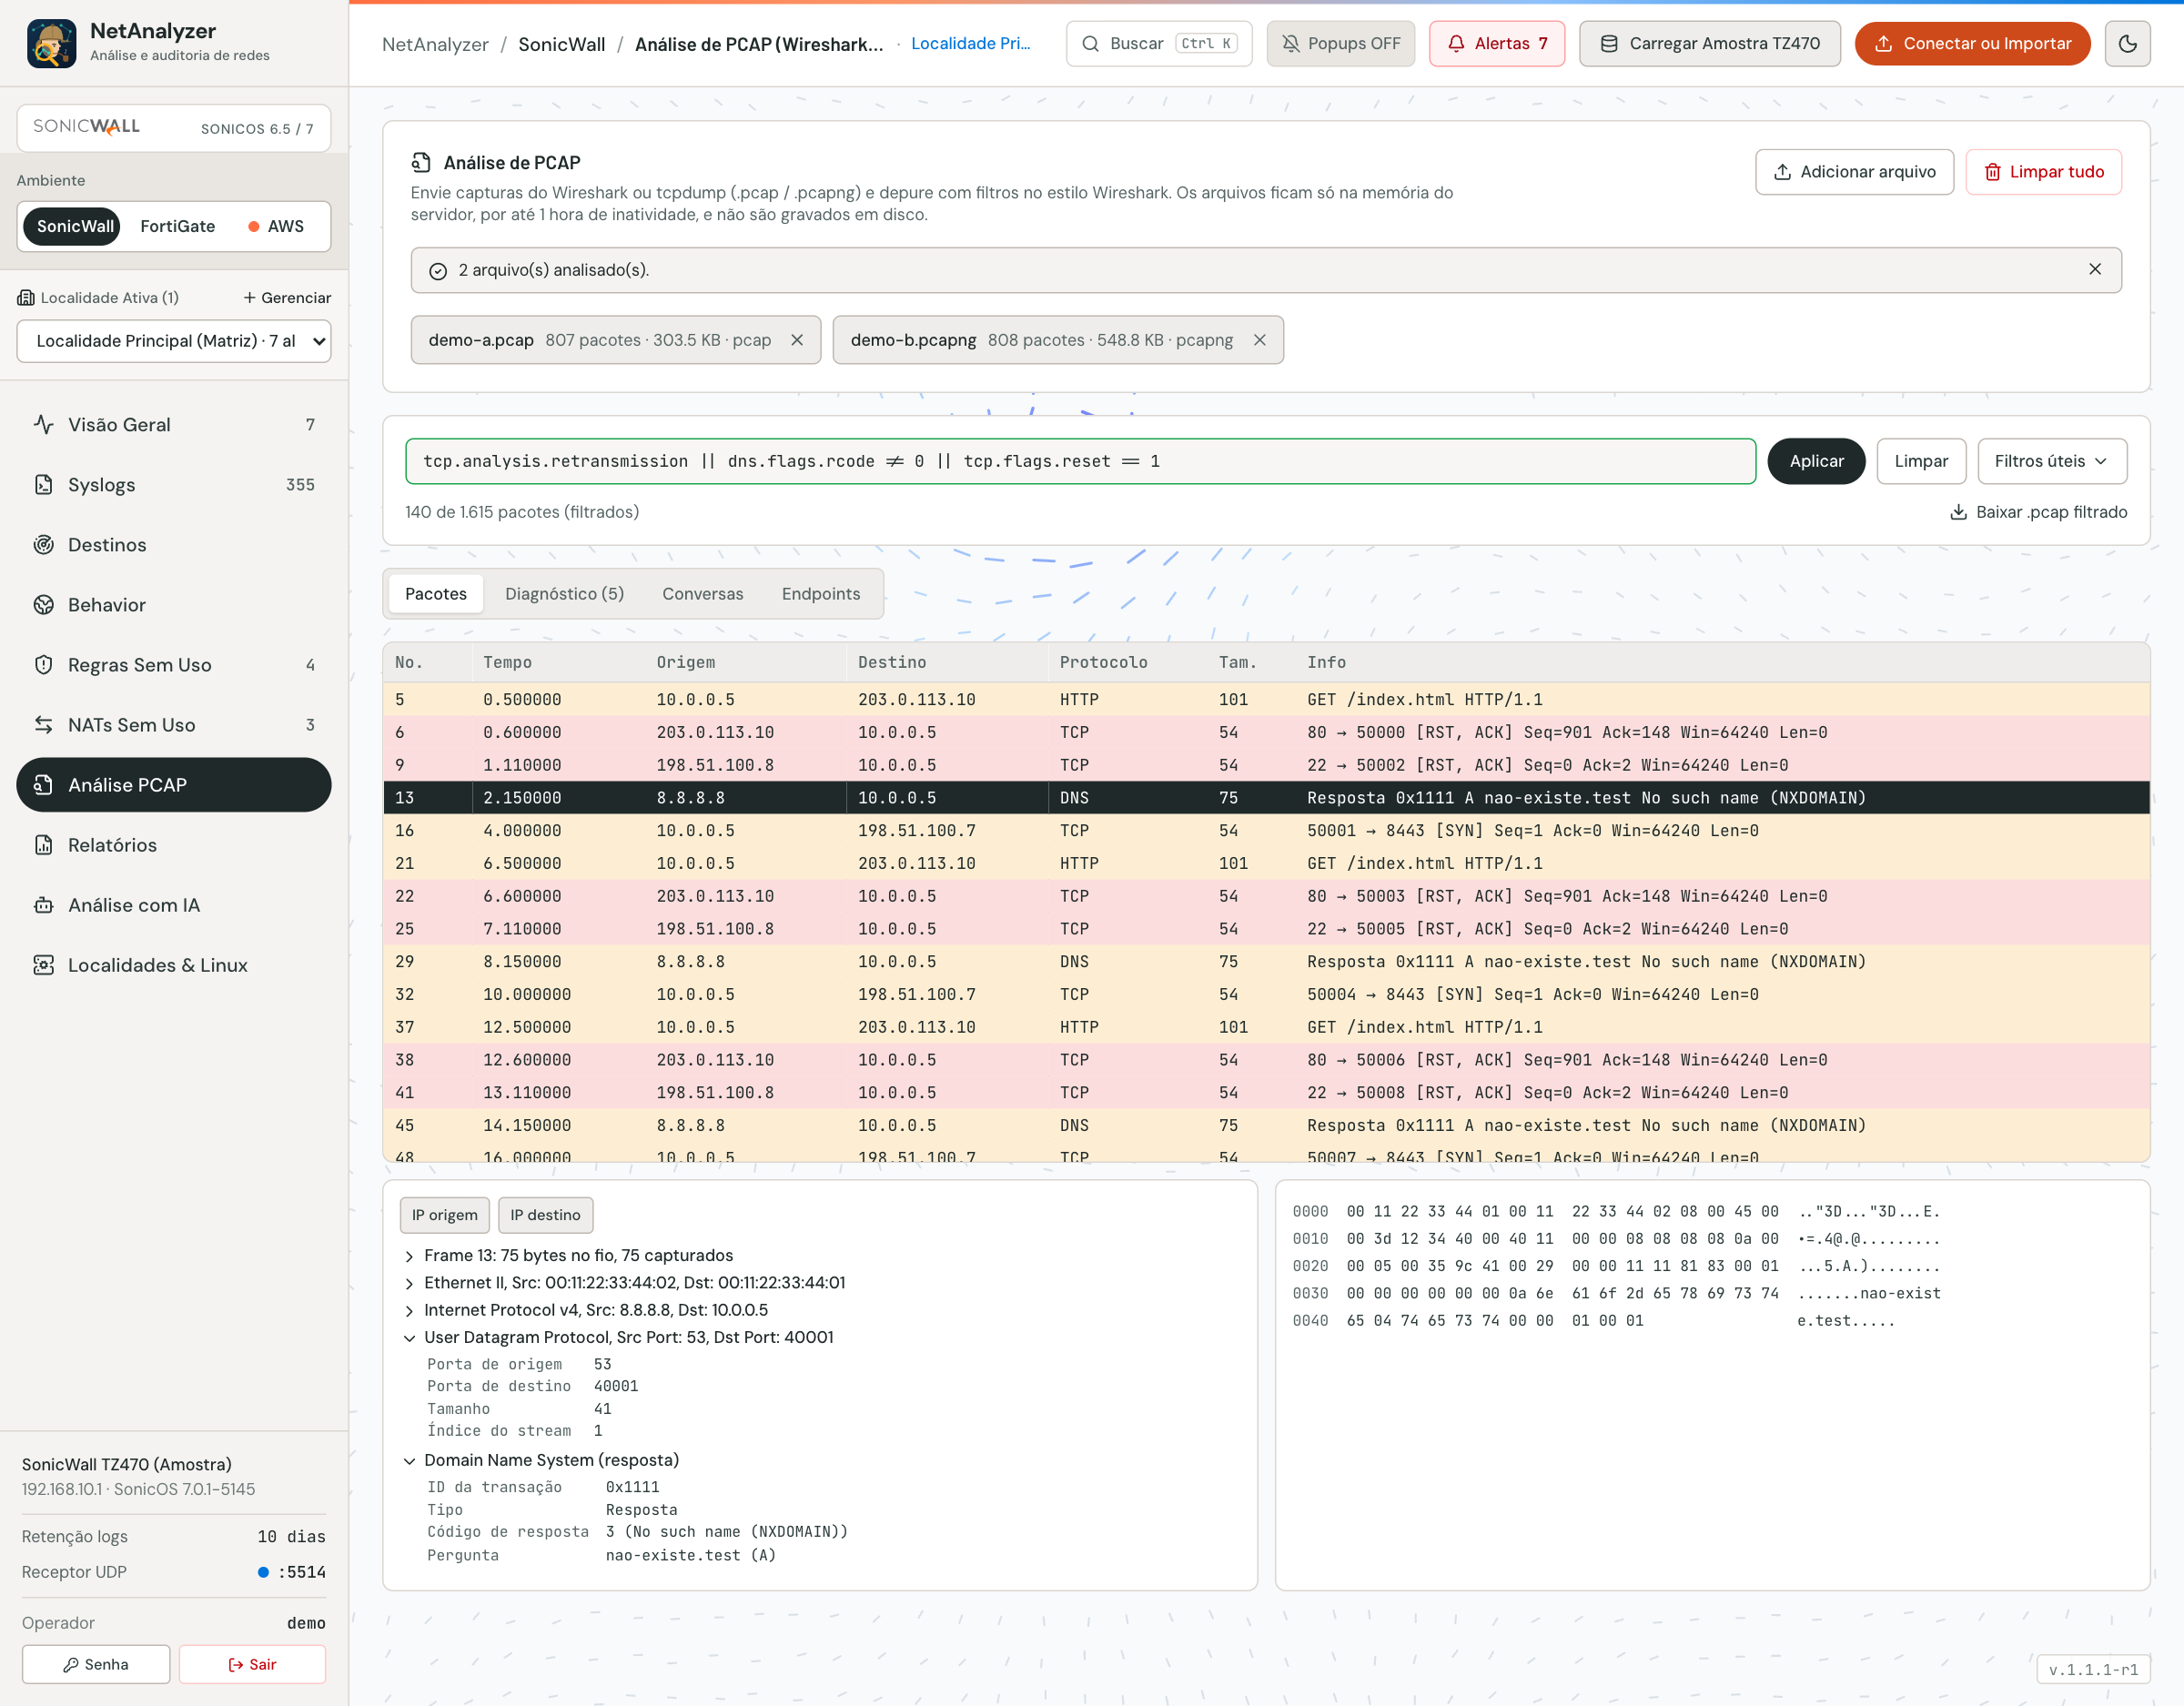 NetAnalyzer
Análise e auditoria de redes
SONICWALL SONICOS 6.5 / 7
Ambiente
SonicWall FortiGate AWS
Localidade Ativa (1) + Gerenciar
Localidade Principal (Matriz) · 7 al
Visão Geral 7
Syslogs 355
Destinos
Behavior
Regras Sem Uso 4
NATs Sem Uso 3
Análise PCAP
Relatórios
Análise com IA
Localidades & Linux
SonicWall TZ470 (Amostra)
192.168.10.1 · SonicOS 7.0.1-5145
Retenção logs 10 dias
Receptor UDP :5514
Operador demo
Senha Sair
NetAnalyzer / SonicWall / Análise de PCAP (Wireshark... · Localidade Pri...
Buscar Ctrl K
Popups OFF
Alertas 7
Carregar Amostra TZ470
Conectar ou Importar
Análise de PCAP
Envie capturas do Wireshark ou tcpdump (.pcap / .pcapng) e depure com filtros no estilo Wireshark. Os arquivos ficam só na memória do
servidor, por até 1 hora de inatividade, e não são gravados em disco.
Adicionar arquivo Limpar tudo
2 arquivo(s) analisado(s).
demo-a.pcap 807 pacotes · 303.5 KB · pcap
demo-b.pcapng 808 pacotes · 548.8 KB · pcapng
tcp.analysis.retransmission || dns.flags.rcode != 0 || tcp.flags.reset == 1
Aplicar Limpar Filtros úteis
140 de 1.615 pacotes (filtrados)
Baixar .pcap filtrado
Pacotes Diagnóstico (5) Conversas Endpoints
No. Tempo Origem Destino Protocolo Tam. Info
5 0.500000 10.0.0.5 203.0.113.10 HTTP 101 GET /index.html HTTP/1.1
6 0.600000 203.0.113.10 10.0.0.5 TCP 54 80 → 50000 [RST, ACK] Seq=901 Ack=148 Win=64240 Len=0
9 1.110000 198.51.100.8 10.0.0.5 TCP 54 22 → 50002 [RST, ACK] Seq=0 Ack=2 Win=64240 Len=0
13 2.150000 8.8.8.8 10.0.0.5 DNS 75 Resposta 0x1111 A nao-existe.test No such name (NXDOMAIN)
16 4.000000 10.0.0.5 198.51.100.7 TCP 54 50001 → 8443 [SYN] Seq=1 Ack=0 Win=64240 Len=0
21 6.500000 10.0.0.5 203.0.113.10 HTTP 101 GET /index.html HTTP/1.1
22 6.600000 203.0.113.10 10.0.0.5 TCP 54 80 → 50003 [RST, ACK] Seq=901 Ack=148 Win=64240 Len=0
25 7.110000 198.51.100.8 10.0.0.5 TCP 54 22 → 50005 [RST, ACK] Seq=0 Ack=2 Win=64240 Len=0
29 8.150000 8.8.8.8 10.0.0.5 DNS 75 Resposta 0x1111 A nao-existe.test No such name (NXDOMAIN)
32 10.000000 10.0.0.5 198.51.100.7 TCP 54 50004 → 8443 [SYN] Seq=1 Ack=0 Win=64240 Len=0
37 12.500000 10.0.0.5 203.0.113.10 HTTP 101 GET /index.html HTTP/1.1
38 12.600000 203.0.113.10 10.0.0.5 TCP 54 80 → 50006 [RST, ACK] Seq=901 Ack=148 Win=64240 Len=0
41 13.110000 198.51.100.8 10.0.0.5 TCP 54 22 → 50008 [RST, ACK] Seq=0 Ack=2 Win=64240 Len=0
45 14.150000 8.8.8.8 10.0.0.5 DNS 75 Resposta 0x1111 A nao-existe.test No such name (NXDOMAIN)
48 16.000000 10.0.0.5 198.51.100.7 TCP 54 50007 → 8443 [SYN] Seq=1 Ack=0 Win=64240 Len=0
IP origem IP destino
Frame 13: 75 bytes no fio, 75 capturados
Ethernet II, Src: 00:11:22:33:44:02, Dst: 00:11:22:33:44:01
Internet Protocol v4, Src: 8.8.8.8, Dst: 10.0.0.5
User Datagram Protocol, Src Port: 53, Dst Port: 40001
Porta de origem 53
Porta de destino 40001
Tamanho 41
Índice do stream 1
Domain Name System (resposta)
ID da transação 0x1111
Tipo Resposta
Código de resposta 3 (No such name (NXDOMAIN))
Pergunta nao-existe.test (A)
0000 00 11 22 33 44 01 00 11 22 33 44 02 08 00 45 00 .."3D..."3D...E.
0010 00 3d 12 34 40 00 40 11 00 00 08 08 08 08 0a 00 .=.4@.@.........
0020 00 05 00 35 9c 41 00 29 00 00 11 11 81 83 00 01 ...5.A.)........
0030 00 00 00 00 00 00 0a 6e 61 6f 2d 65 78 69 73 74 .......nao-exist
0040 65 04 74 65 73 74 00 00 01 00 01 e.test.....
v.1.1.1-r1